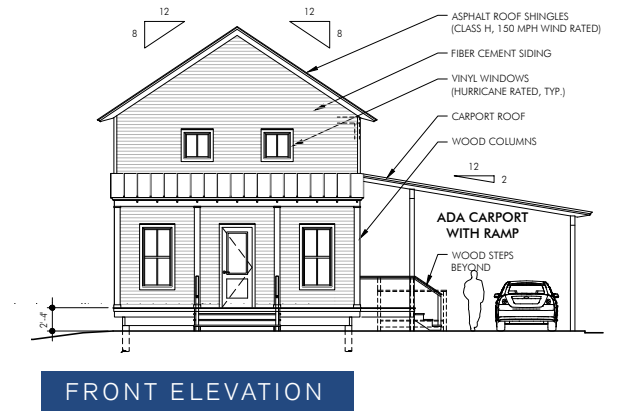 12
8
12
8
ASPHALT ROOF SHINGLES
(CLASS H, 150 MPH WIND RATED)
FIBER CEMENT SIDING
VINYL WINDOWS
(HURRICANE RATED, TYP.)
CARPORT ROOF
WOOD COLUMNS
12
2
ADA CARPORT
WITH RAMP
WOOD STEPS
BEYOND
2'-4"
FRONT ELEVATION